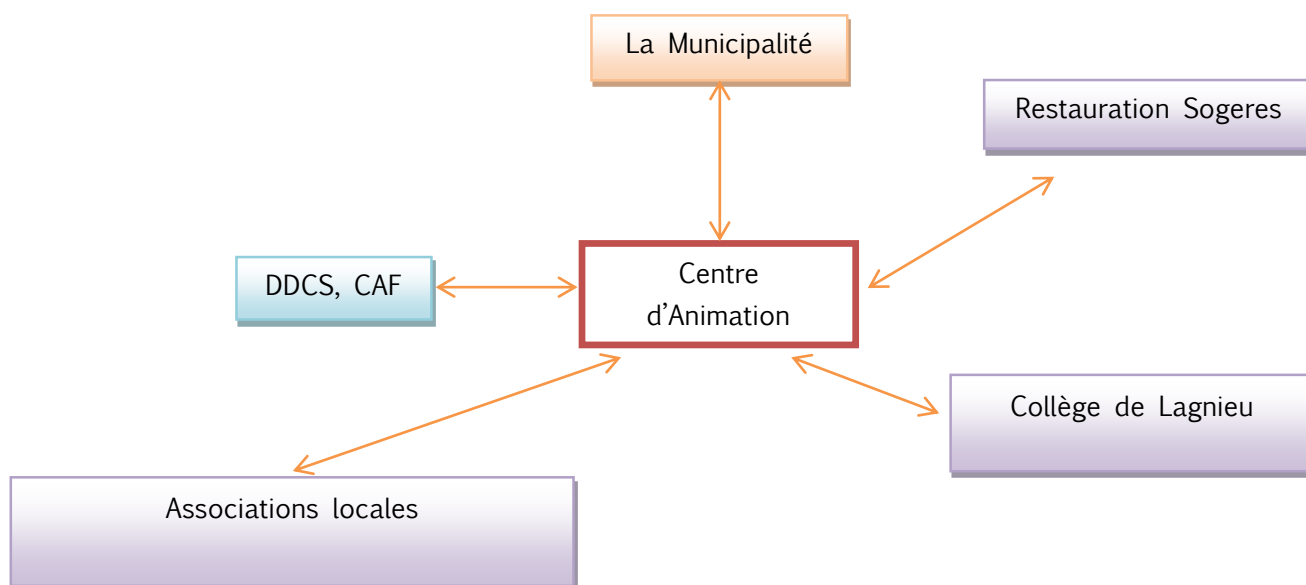 La Municipalité
Restauration Sogeres
DDCS, CAF
Centre
d'Animation
Collège de Lagnieu
Associations locales